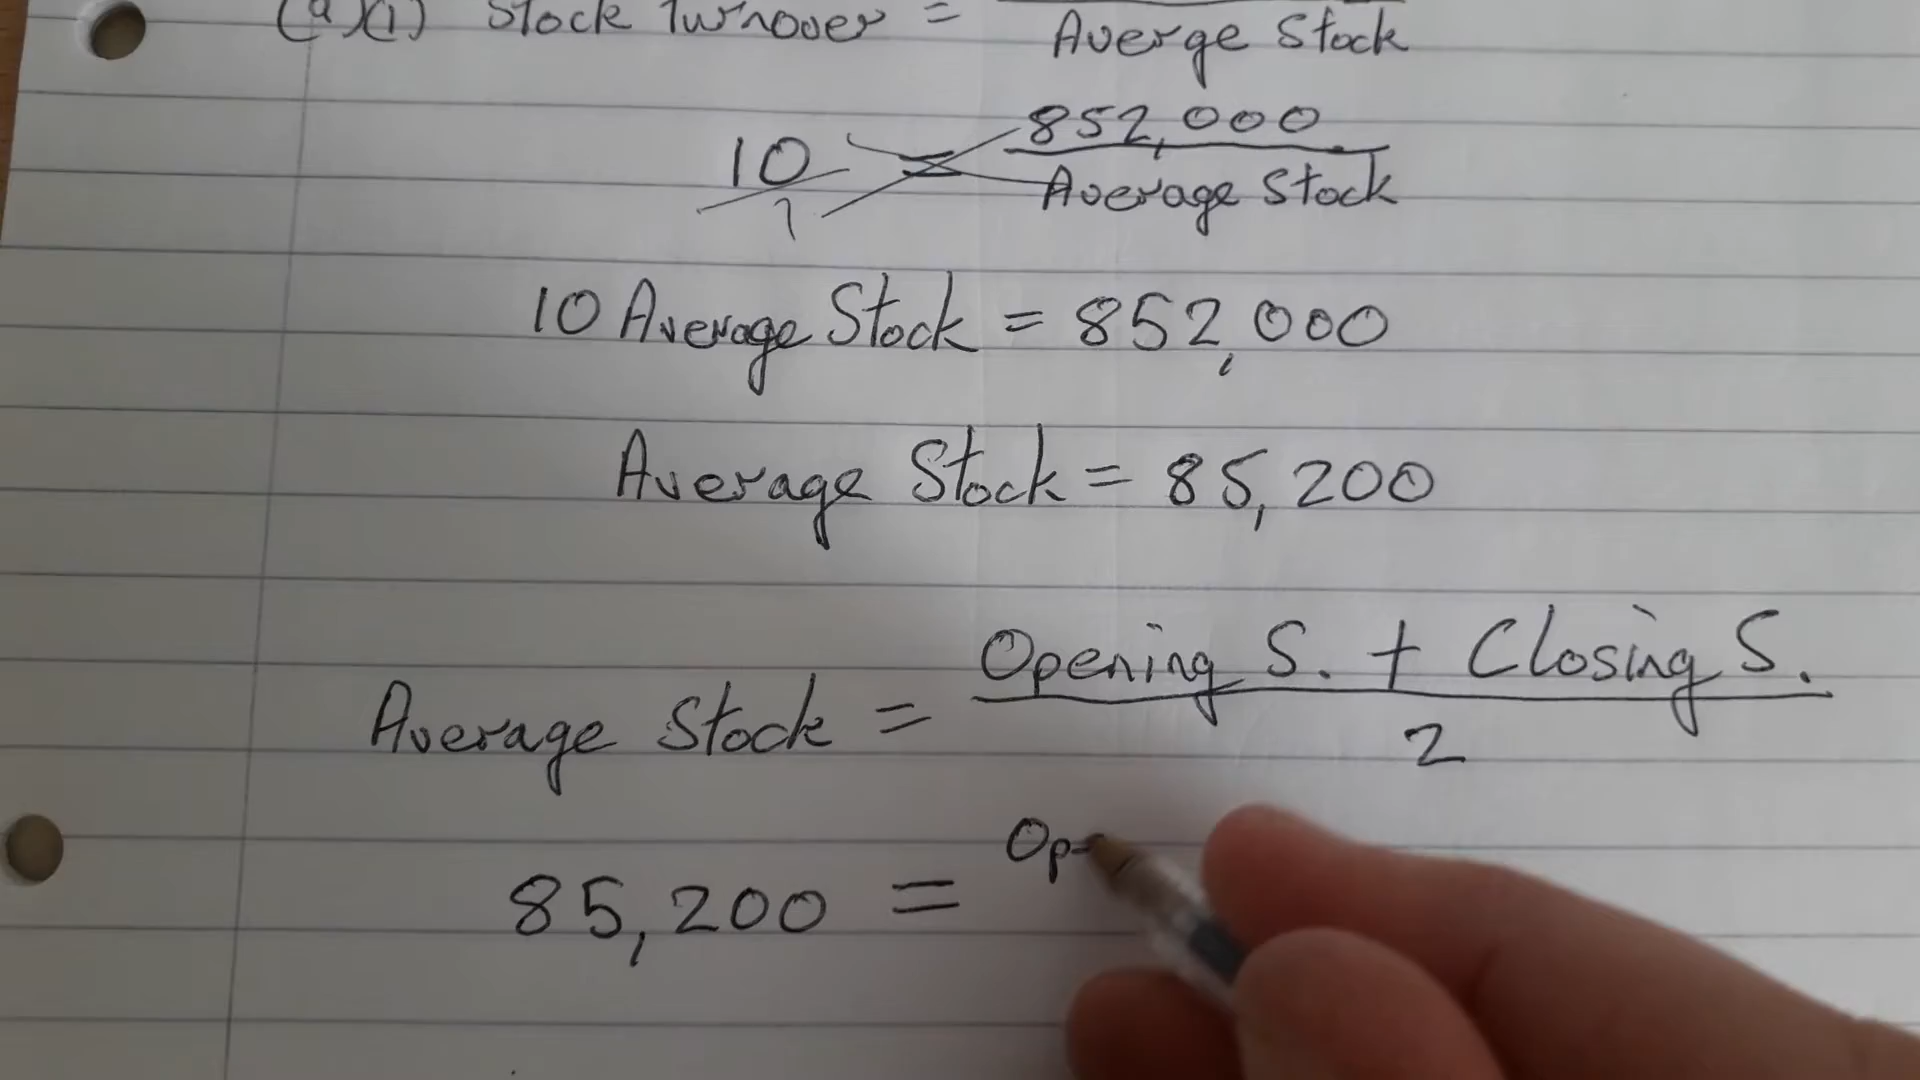 (a)(i) Stock Turnover =
Averge Stock
10 = 852,000
1 Average Stock
10 Average Stock = 852,000
Average Stock = 85,200
Average Stock = Opening S. + Closing S.
2
85,200 = Op